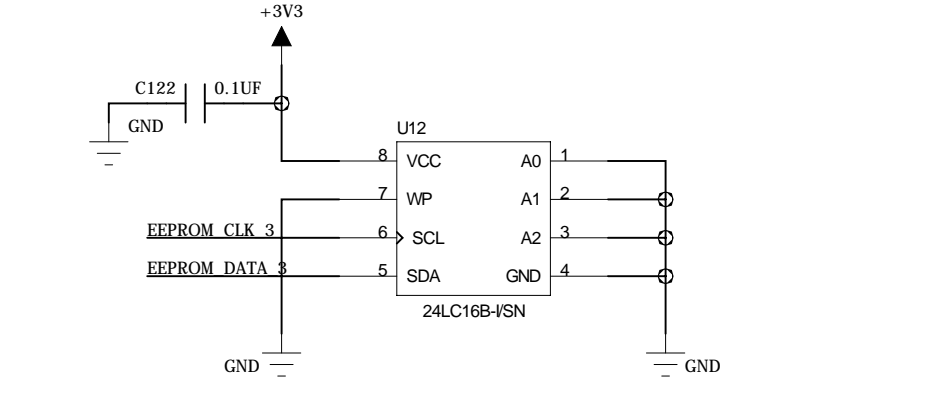 +3V3
C122 0.1UF
GND
U12
8 VCC A0 1
7 WP A1 2
EEPROM_CLK_3 6 SCL A2 3
EEPROM_DATA_3 5 SDA GND 4
24LC16B-I/SN
GND GND